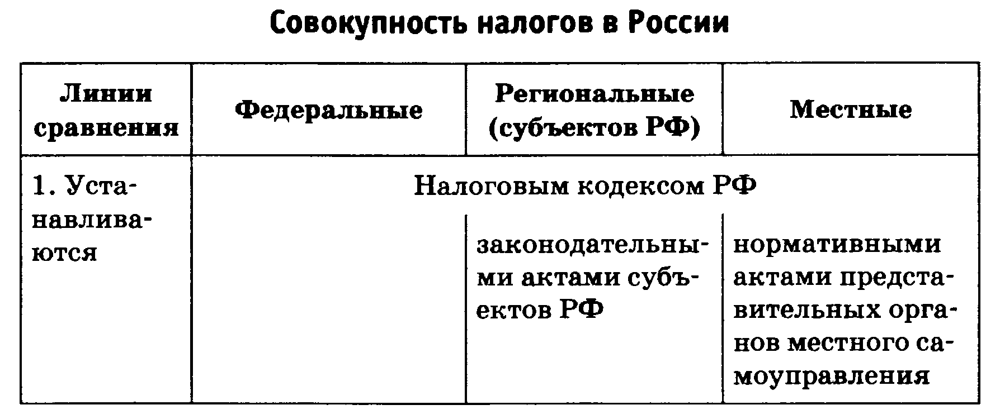 Совокупность налогов в России
Линии
сравнения
Федеральные
Региональные
(субъектов РФ)
Местные
1. Уста-
навлива-
ются
Налоговым кодексом РФ
законодательны-
ми актами субъ-
ектов РФ
нормативными
актами предста-
вительных орга-
нов местного са-
моуправления